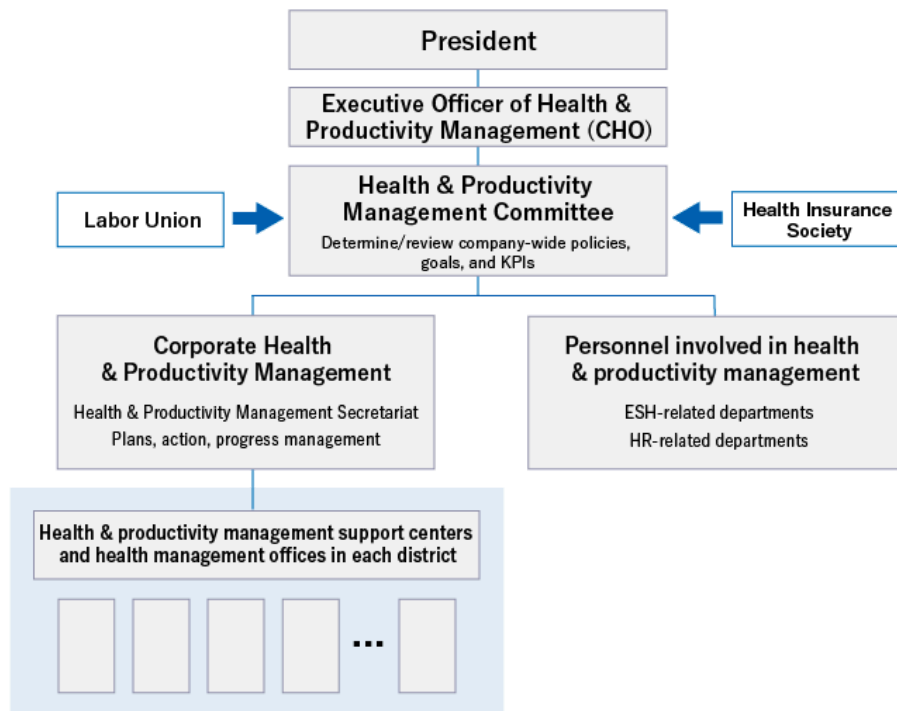 President
Executive Officer of Health &
Productivity Management (CHO)
Labor Union
Health & Productivity
Management Committee
Determine/review company-wide policies,
goals, and KPIs
Health Insurance
Society
Corporate Health
& Productivity Management
Health & Productivity Management Secretariat
Plans, action, progress management
Personnel involved in health
& productivity management
ESH-related departments
HR-related departments
Health & productivity management support centers
and health management offices in each district
...